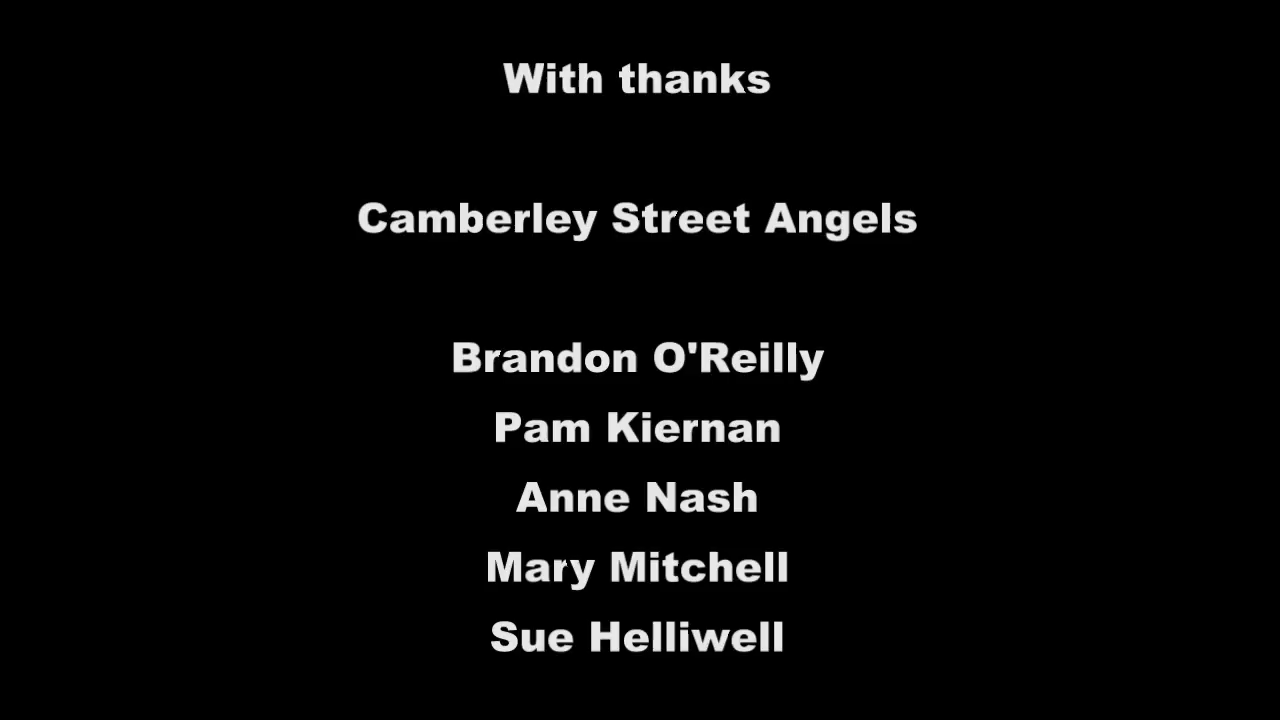 With thanks
Camberley Street Angels
Brandon O'Reilly
Pam Kiernan
Anne Nash
Mary Mitchell
Sue Helliwell